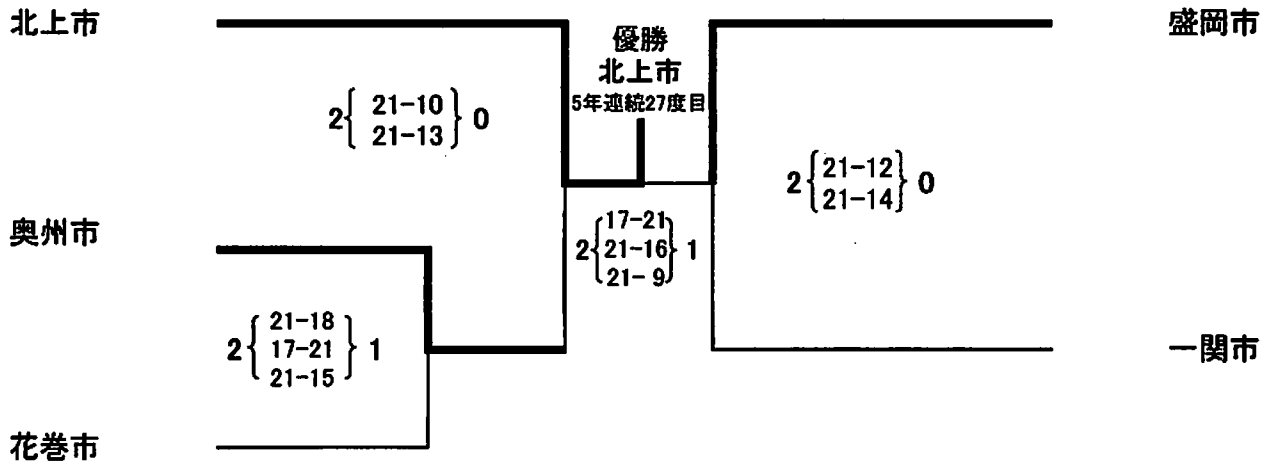 北上市
盛岡市
優勝
北上市
5年連続27度目
2{ 21-10 }0
21-13
2{ 21-12 }0
21-14
奥州市
2{ 17-21 }1
21-16
21- 9
2{ 21-18 }1
17-21
21-15
一関市
花巻市